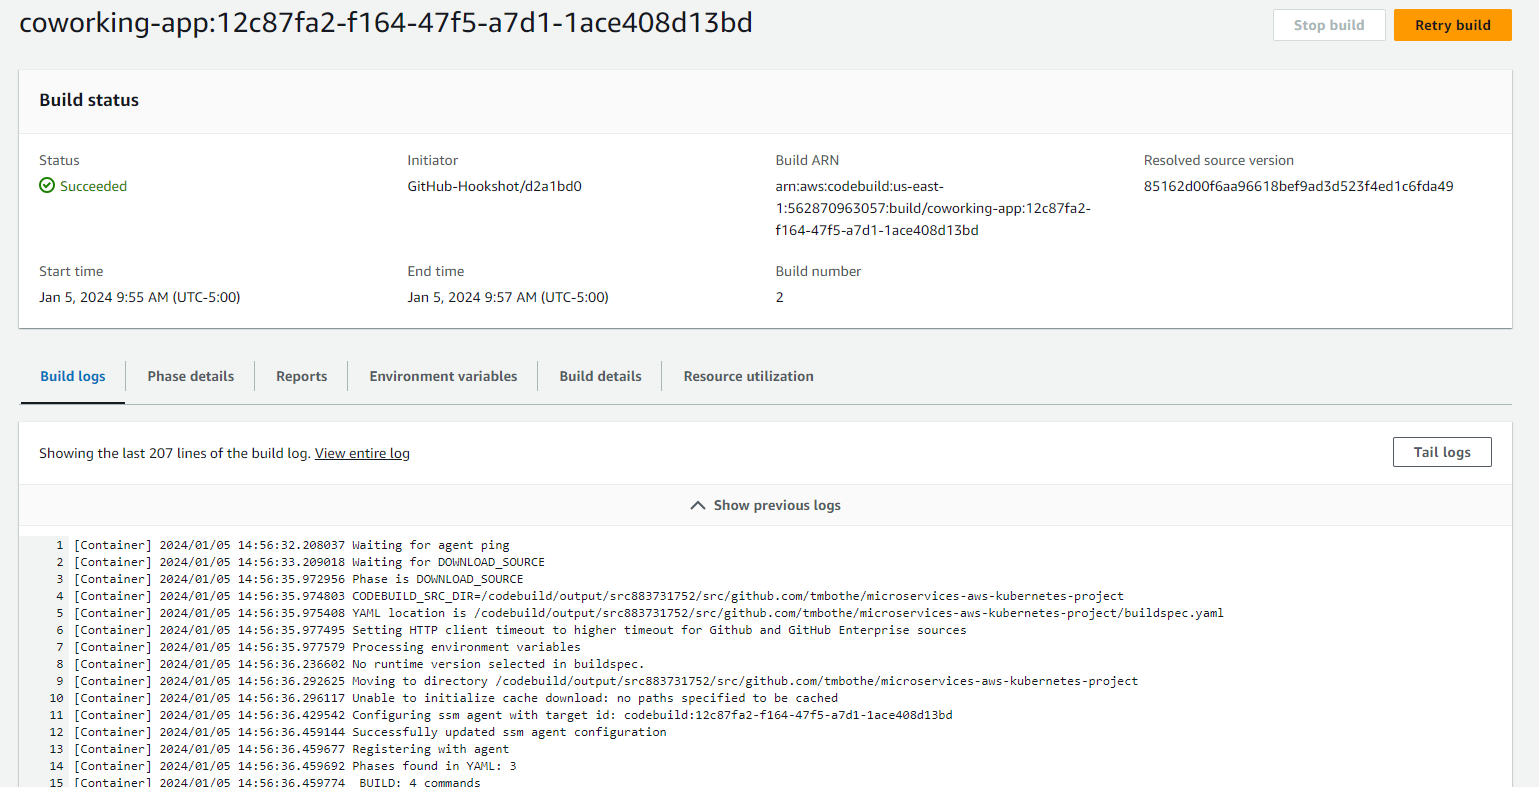 coworking-app:12c87fa2-f164-47f5-a7d1-1ace408d13bd
Stop build
Retry build
Build status
Status
Initiator
Build ARN
Resolved source version
Succeeded
GitHub-Hookshot/d2a1bd0
arn:aws:codebuild:us-east-
1:562870963057:build/coworking-app:12c87fa2-
f164-47f5-a7d1-1ace408d13bd
85162d00f6aa96618bef9ad3d523f4ed1c6fda49
Start time
End time
Build number
Jan 5, 2024 9:55 AM (UTC-5:00)
Jan 5, 2024 9:57 AM (UTC-5:00)
2
Build logs
Phase details
Reports
Environment variables
Build details
Resource utilization
Showing the last 207 lines of the build log. View entire log
Tail logs
Show previous logs
1 [Container] 2024/01/05 14:56:32.208037 Waiting for agent ping
2 [Container] 2024/01/05 14:56:33.209018 Waiting for DOWNLOAD_SOURCE
3 [Container] 2024/01/05 14:56:35.972956 Phase is DOWNLOAD_SOURCE
4 [Container] 2024/01/05 14:56:35.974803 CODEBUILD_SRC_DIR=/codebuild/output/src883731752/src/github.com/tmbothe/microservices-aws-kubernetes-project
5 [Container] 2024/01/05 14:56:35.975408 YAML location is /codebuild/output/src883731752/src/github.com/tmbothe/microservices-aws-kubernetes-project/buildspec.yaml
6 [Container] 2024/01/05 14:56:35.977495 Setting HTTP client timeout to higher timeout for Github and GitHub Enterprise sources
7 [Container] 2024/01/05 14:56:35.977579 Processing environment variables
8 [Container] 2024/01/05 14:56:36.236602 No runtime version selected in buildspec.
9 [Container] 2024/01/05 14:56:36.292625 Moving to directory /codebuild/output/src883731752/src/github.com/tmbothe/microservices-aws-kubernetes-project
10 [Container] 2024/01/05 14:56:36.296117 Unable to initialize cache download: no paths specified to be cached
11 [Container] 2024/01/05 14:56:36.429542 Configuring ssm agent with target id: codebuild:12c87fa2-f164-47f5-a7d1-1ace408d13bd
12 [Container] 2024/01/05 14:56:36.459144 Successfully updated ssm agent configuration
13 [Container] 2024/01/05 14:56:36.459677 Registering with agent
14 [Container] 2024/01/05 14:56:36.459692 Phases found in YAML: 3
15 [Container] 2024/01/05 14:56:36.459774 BUILD: 4 commands